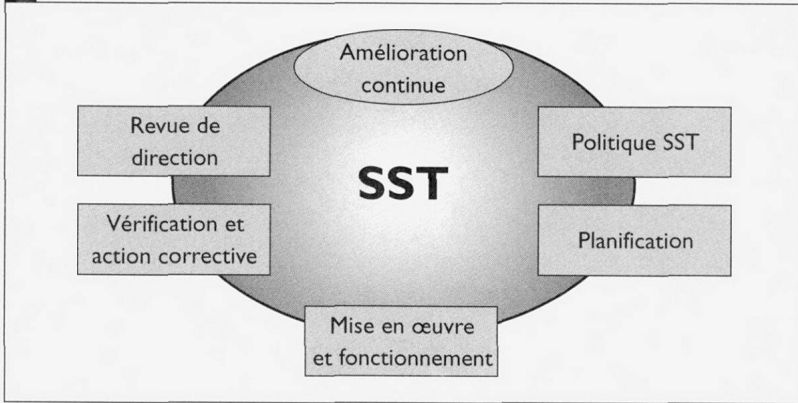 Amélioration
continue
Revue de
direction
Politique SST
SST
Vérification et
action corrective
Planification
Mise en œuvre
et fonctionnement